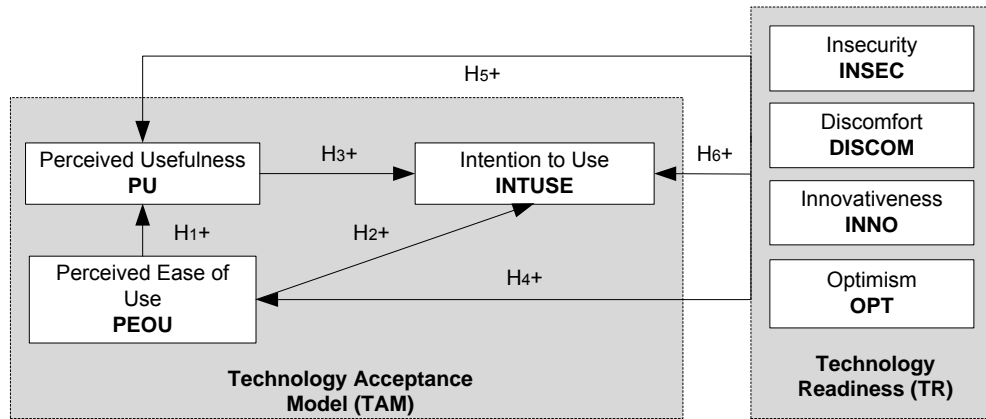 Insecurity
INSEC
H5+
Discomfort
DISCOM
Perceived Usefulness
PU
H3+
Intention to Use
INTUSE
H6+
Innovativeness
INNO
H1+
H2+
Perceived Ease of
Use
PEOU
H4+
Optimism
OPT
Technology Acceptance
Model (TAM)
Technology
Readiness (TR)